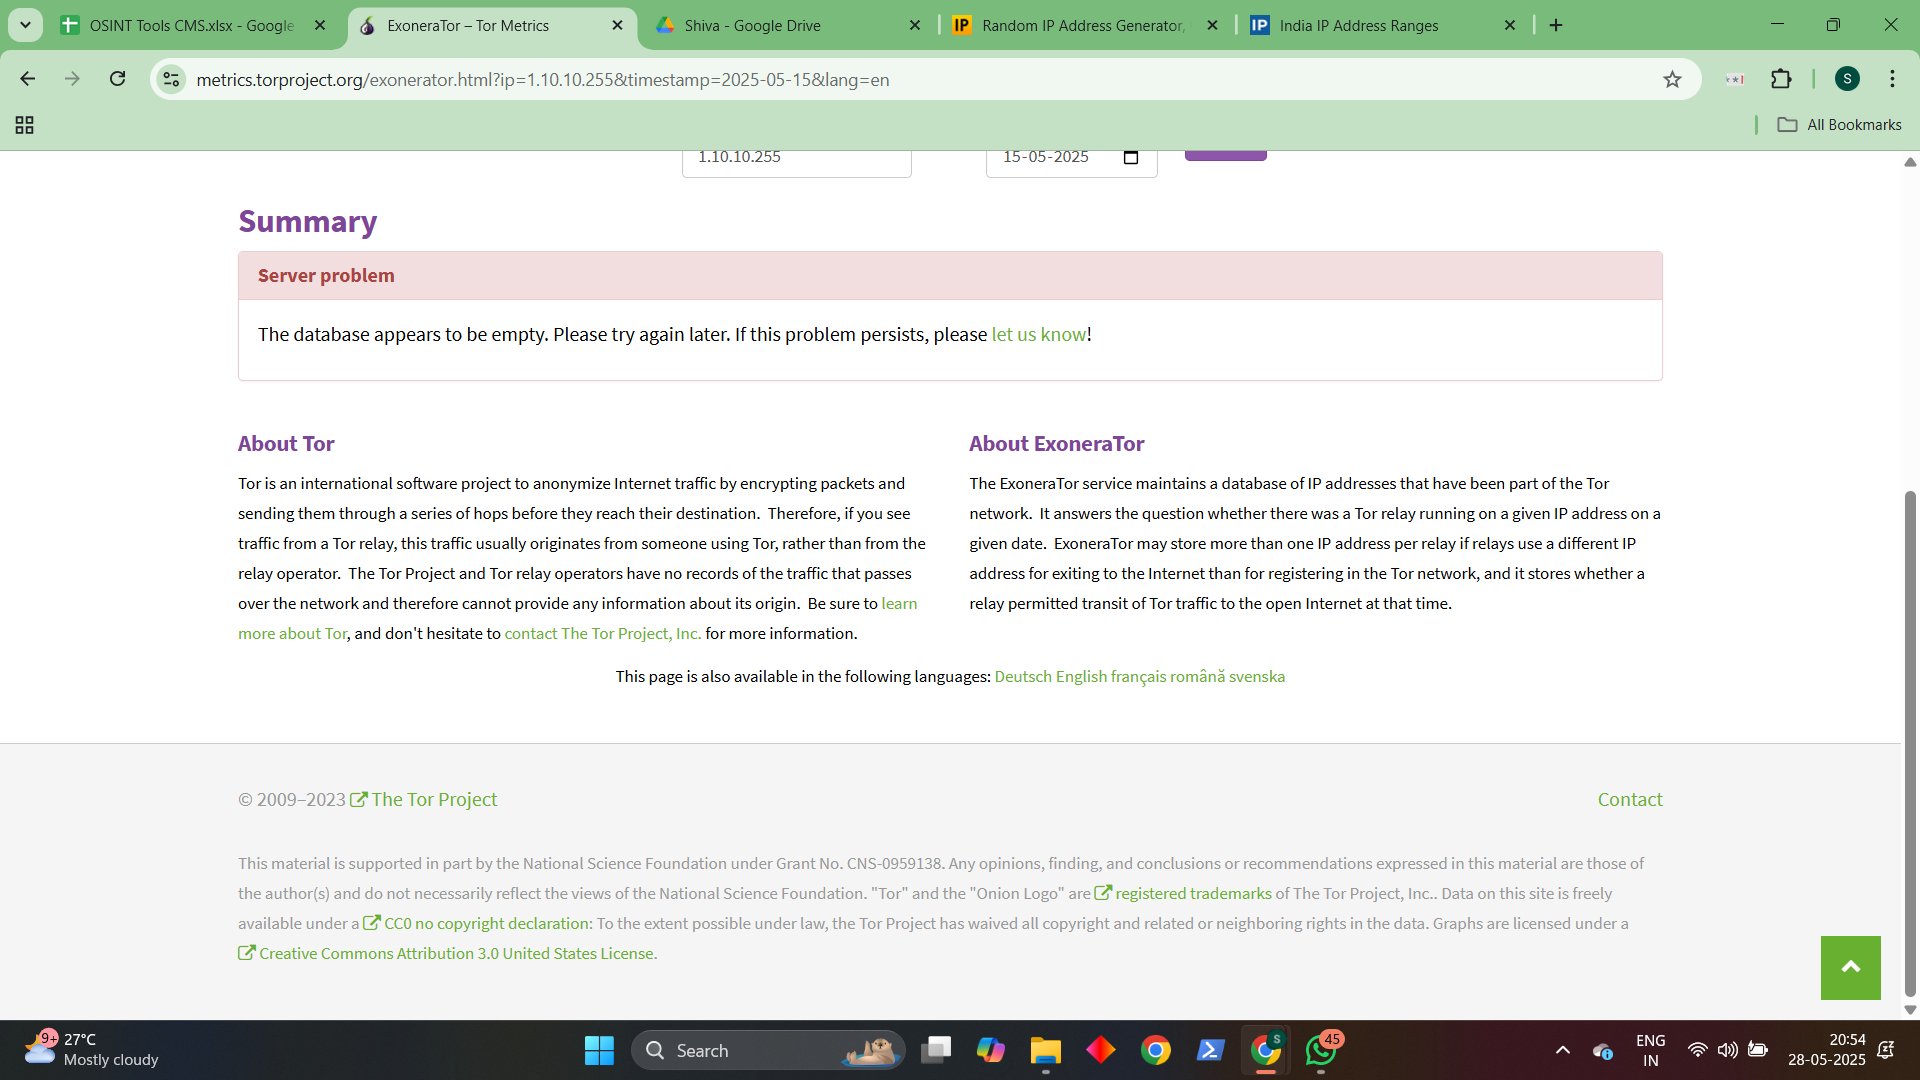 OSINT Tools CMS.xlsx - Google
ExoneraTor – Tor Metrics
Shiva - Google Drive
IP
Random IP Address Generator,
IP
India IP Address Ranges
metrics.torproject.org/exonerator.html?ip=1.10.10.255&timestamp=2025-05-15&lang=en
S
All Bookmarks
1.10.10.255
15-05-2025
Summary
Server problem
The database appears to be empty. Please try again later. If this problem persists, please let us know!
About Tor
Tor is an international software project to anonymize Internet traffic by encrypting packets and
sending them through a series of hops before they reach their destination. Therefore, if you see
traffic from a Tor relay, this traffic usually originates from someone using Tor, rather than from the
relay operator. The Tor Project and Tor relay operators have no records of the traffic that passes
over the network and therefore cannot provide any information about its origin. Be sure to learn
more about Tor, and don't hesitate to contact The Tor Project, Inc. for more information.
About ExoneraTor
The ExoneraTor service maintains a database of IP addresses that have been part of the Tor
network. It answers the question whether there was a Tor relay running on a given IP address on a
given date. ExoneraTor may store more than one IP address per relay if relays use a different IP
address for exiting to the Internet than for registering in the Tor network, and it stores whether a
relay permitted transit of Tor traffic to the open Internet at that time.
This page is also available in the following languages: Deutsch English français română svenska
© 2009–2023 The Tor Project
Contact
This material is supported in part by the National Science Foundation under Grant No. CNS-0959138. Any opinions, finding, and conclusions or recommendations expressed in this material are those of
the author(s) and do not necessarily reflect the views of the National Science Foundation. "Tor" and the "Onion Logo" are registered trademarks of The Tor Project, Inc.. Data on this site is freely
available under a CC0 no copyright declaration: To the extent possible under law, the Tor Project has waived all copyright and related or neighboring rights in the data. Graphs are licensed under a
Creative Commons Attribution 3.0 United States License.
9+
27°C
Mostly cloudy
Search
S
45
ENG
IN
20:54
28-05-2025